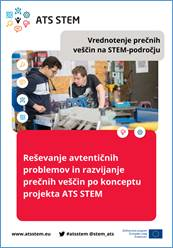 ATS STEM
Vrednotenje prečnih
veščin na STEM-področju
Reševanje avtentičnih
problemov in razvijanje
prečnih veščin po konceptu
projekta ATS STEM
www.atsstem.eu
#atsstem @stem_ats